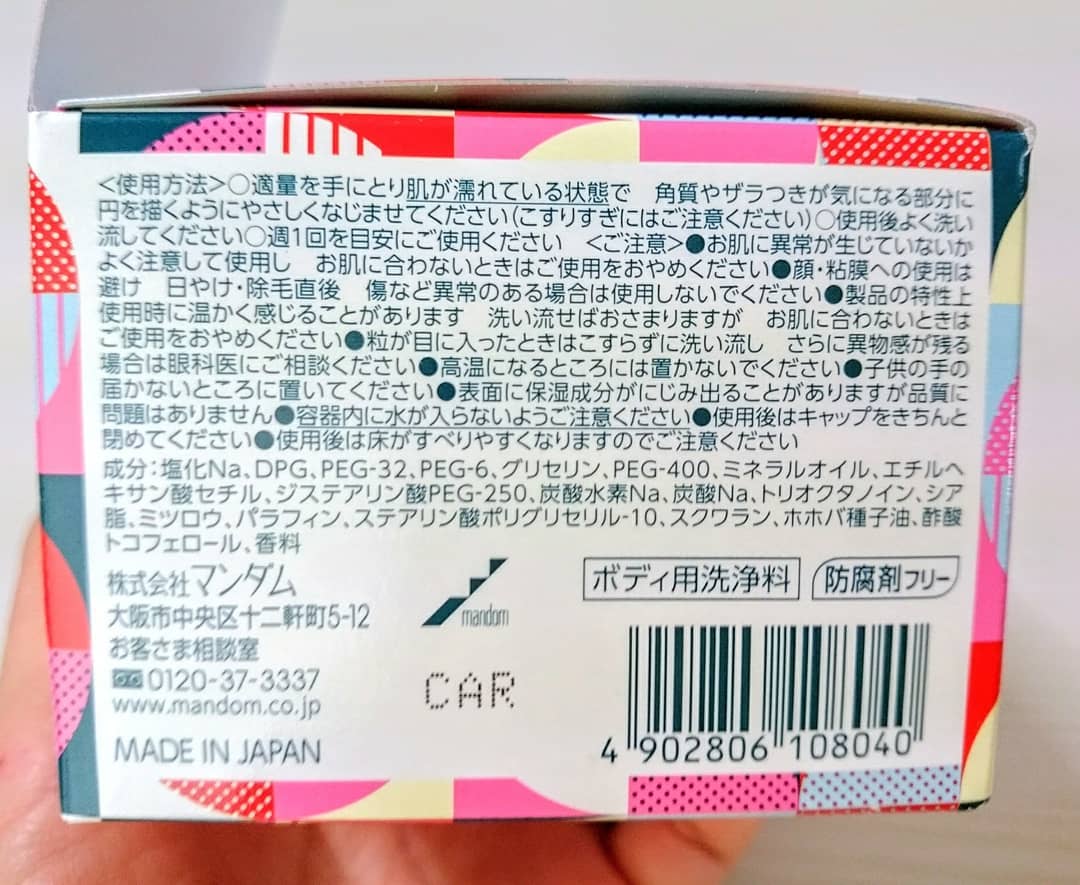 <使用方法>○適量を手にとり肌が濡れている状態で　角質やザラつきが気になる部分に
円を描くようにやさしくなじませてください(こすりすぎにはご注意ください)○使用後よく洗い
流してください○週1回を目安にご使用ください　<ご注意>●お肌に異常が生じていないか
よく注意して使用し　お肌に合わないときはご使用をおやめください●顔・粘膜への使用は
避け　日やけ・除毛直後　傷など異常のある場合は使用しないでください●製品の特性上
使用時に温かく感じることがあります　洗い流せばおさまりますが　お肌に合わないときは
ご使用をおやめください●粒が目に入ったときはこすらずに洗い流し　さらに異物感が残る
場合は眼科医にご相談ください●高温になるところには置かないでください●子供の手の
届かないところに置いてください●表面に保湿成分がにじみ出ることがありますが品質に
問題はありません●容器内に水が入らないようご注意ください●使用後はキャップをきちんと
閉めてください●使用後は床がすべりやすくなりますのでご注意ください
成分:塩化Na、DPG、PEG-32、PEG-6、グリセリン、PEG-400、ミネラルオイル、エチルヘ
キサン酸セチル、ジステアリン酸PEG-250、炭酸水素Na、炭酸Na、トリオクタノイン、シア
脂、ミツロウ、パラフィン、ステアリン酸ポリグリセリル-10、スクワラン、ホホバ種子油、酢酸
トコフェロール、香料
株式会社マンダム
大阪市中央区十二軒町5-12
お客さま相談室
0120-37-3337
www.mandom.co.jp
MADE IN JAPAN
mandom
CAR
ボディ用洗浄料
防腐剤フリー
4 902806 108040